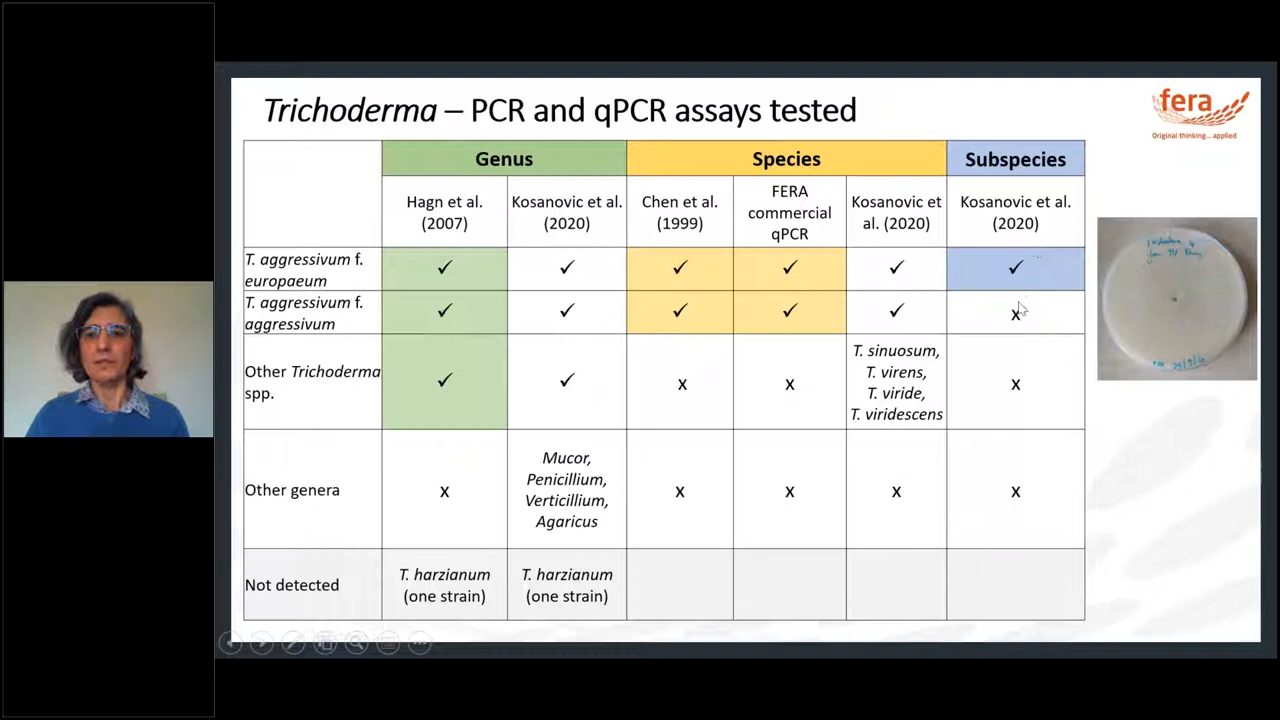 Trichoderma – PCR and qPCR assays tested
fera
Original thinking... applied
Genus
Species
Subspecies
Hagn et al.
(2007)
Kosanovic et al.
(2020)
Chen et al.
(1999)
FERA
commercial
qPCR
Kosanovic et
al. (2020)
Kosanovic et al.
(2020)
T. aggressivum f.
europaeum
✓ ✓ ✓ ✓ ✓ ✓
T. aggressivum f.
aggressivum
✓ ✓ ✓ ✓ ✓ x
Other Trichoderma
spp.
✓ ✓ x x
T. sinuosum,
T. virens,
T. viride,
T. viridescens
x
Other genera
x
Mucor,
Penicillium,
Verticillium,
Agaricus
x x x x
Not detected
T. harzianum
(one strain)
T. harzianum
(one strain)